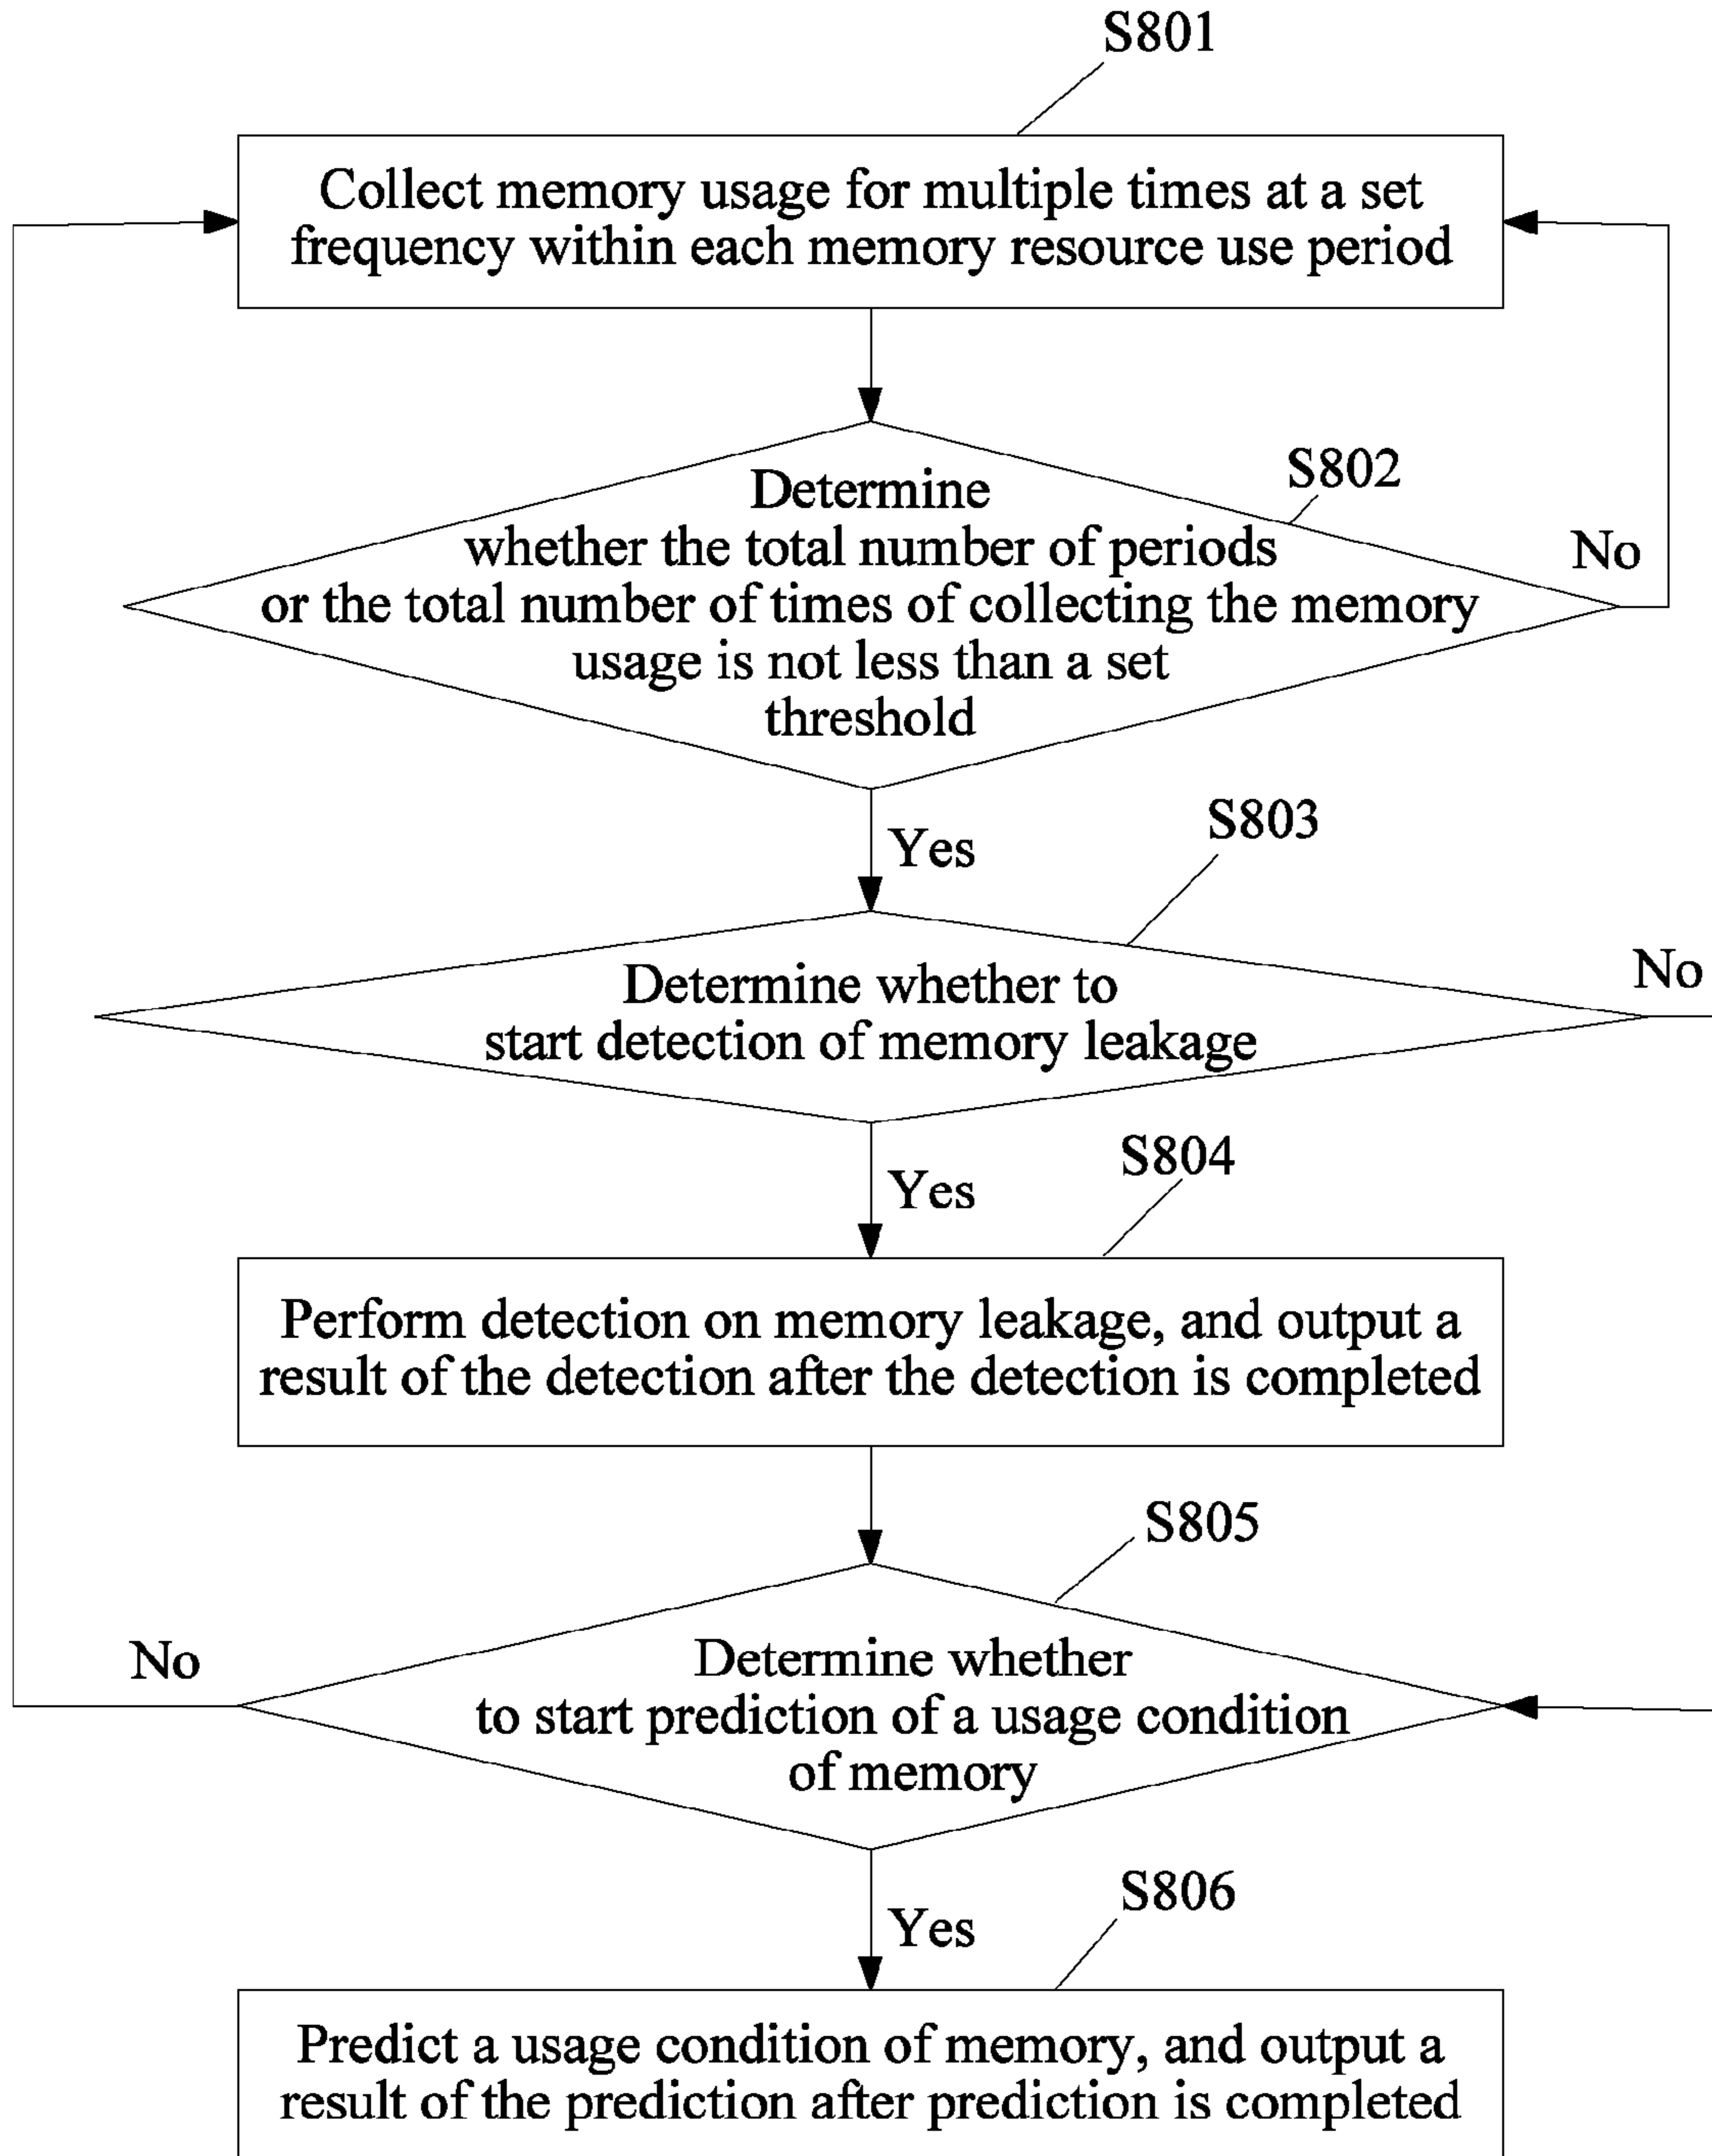 S801
Collect memory usage for multiple times at a set
frequency within each memory resource use period
S802
Determine
whether the total number of periods
or the total number of times of collecting the memory
usage is not less than a set
threshold
No
Yes
S803
Determine whether to
start detection of memory leakage
No
Yes
S804
Perform detection on memory leakage, and output a
result of the detection after the detection is completed
S805
Determine whether
to start prediction of a usage condition
of memory
No
Yes
S806
Predict a usage condition of memory, and output a
result of the prediction after prediction is completed